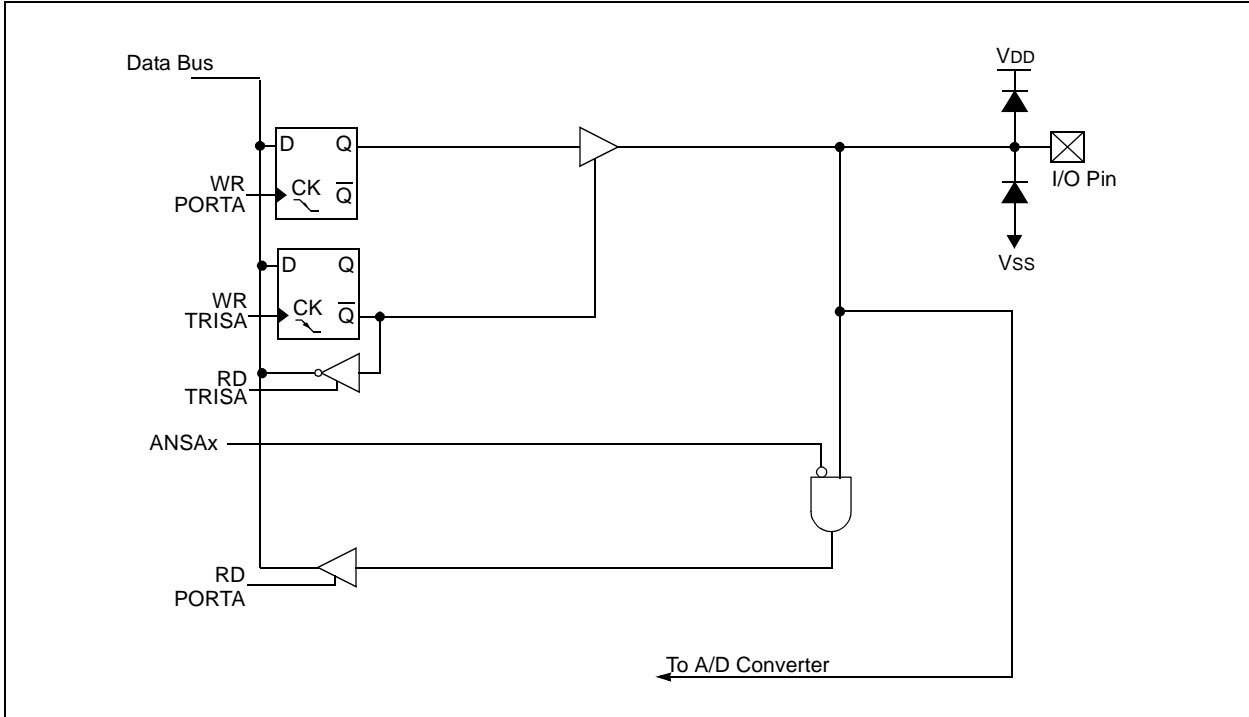 Data Bus
VDD
D Q
WR
PORTA
CK Q̅
I/O Pin
D Q
VSS
WR
TRISA
CK Q̅
RD
TRISA
ANSAx
RD
PORTA
To A/D Converter